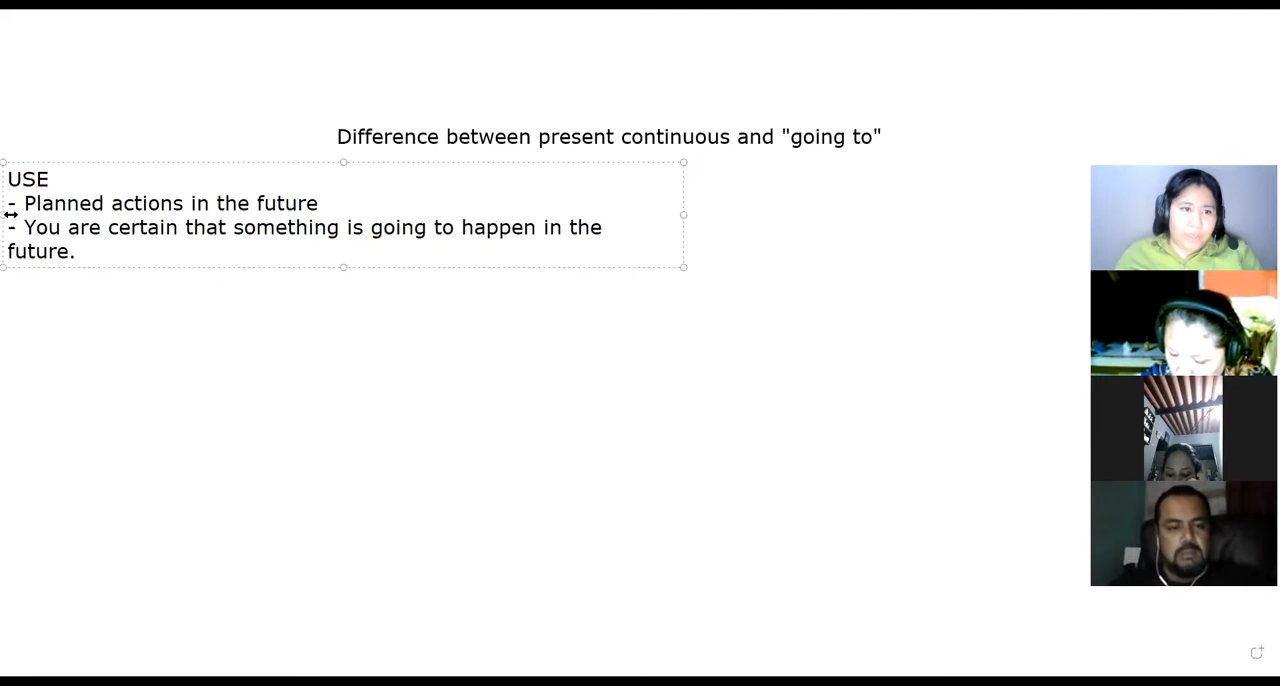 Difference between present continuous and "going to"
USE
- Planned actions in the future
- You are certain that something is going to happen in the
future.